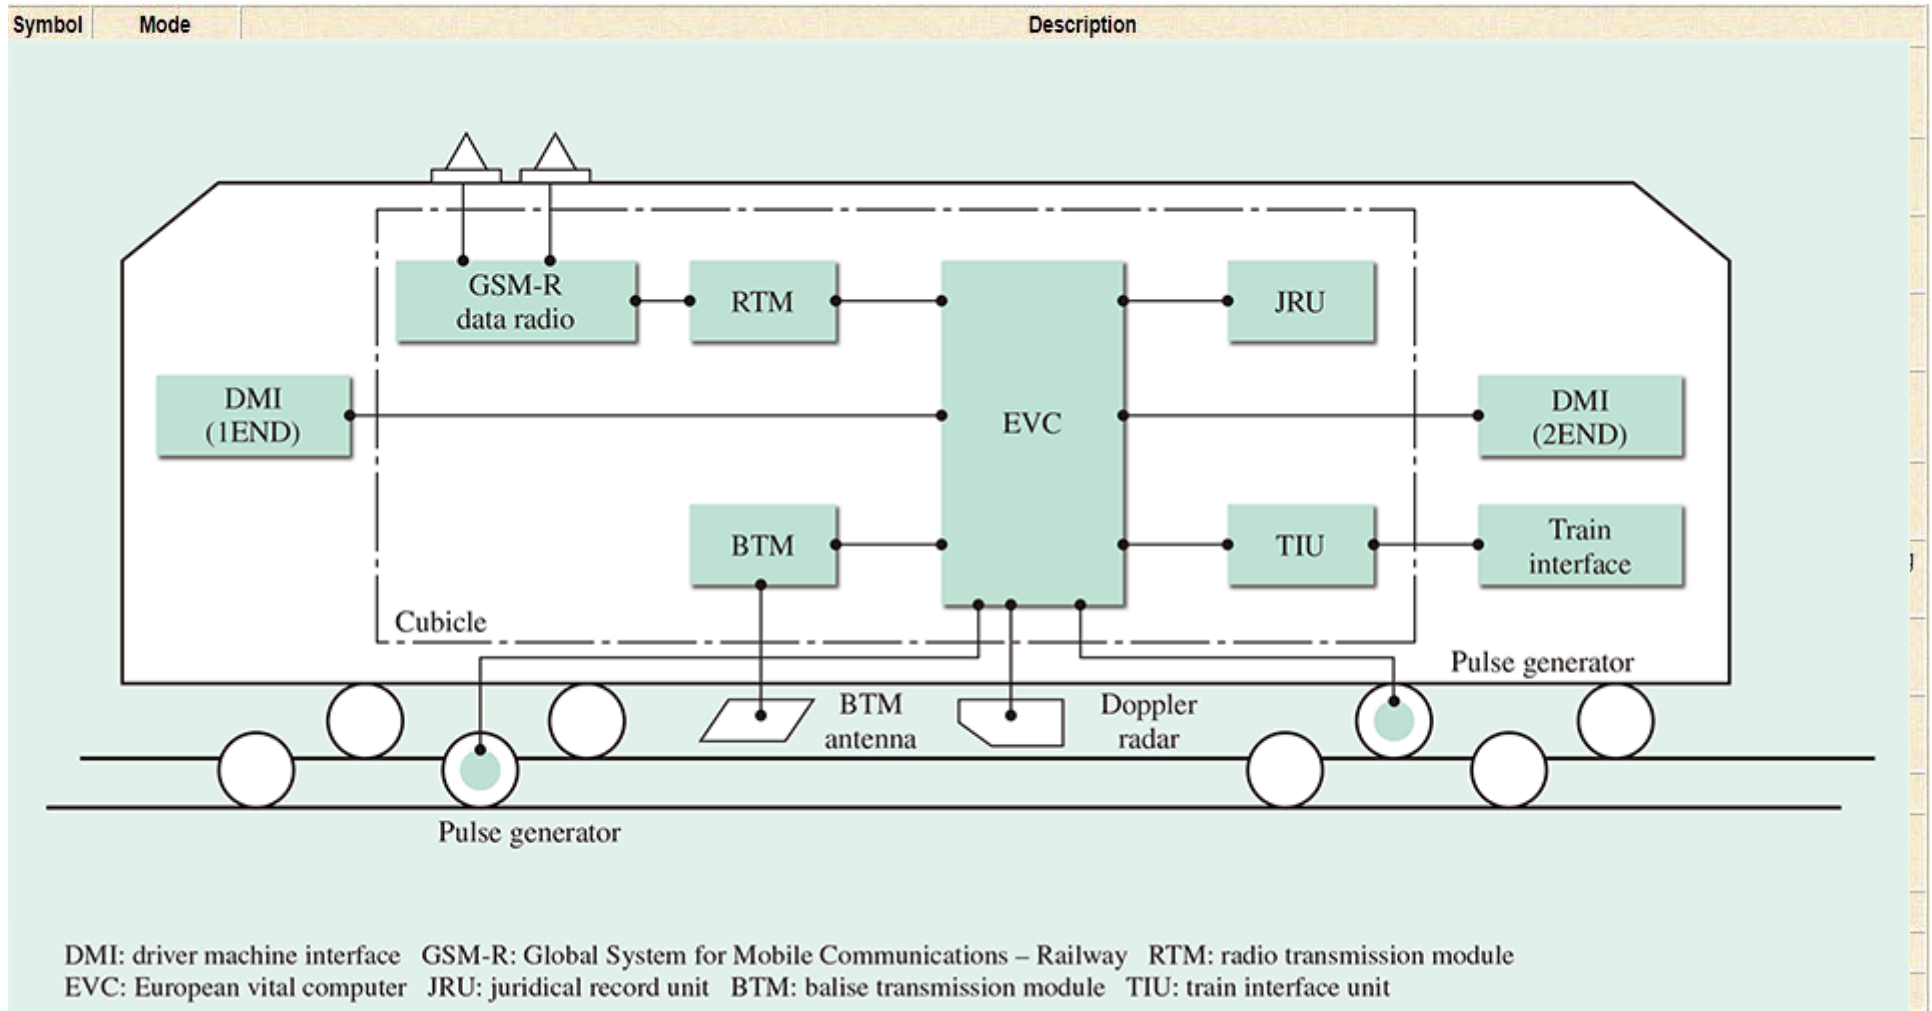 Symbol Mode Description
GSM-R
data radio
RTM
JRU
DMI
(1END)
EVC
DMI
(2END)
BTM
TIU
Train
interface
Cubicle
Pulse generator
BTM
antenna
Doppler
radar
Pulse generator
DMI: driver machine interface GSM-R: Global System for Mobile Communications – Railway RTM: radio transmission module
EVC: European vital computer JRU: juridical record unit BTM: balise transmission module TIU: train interface unit